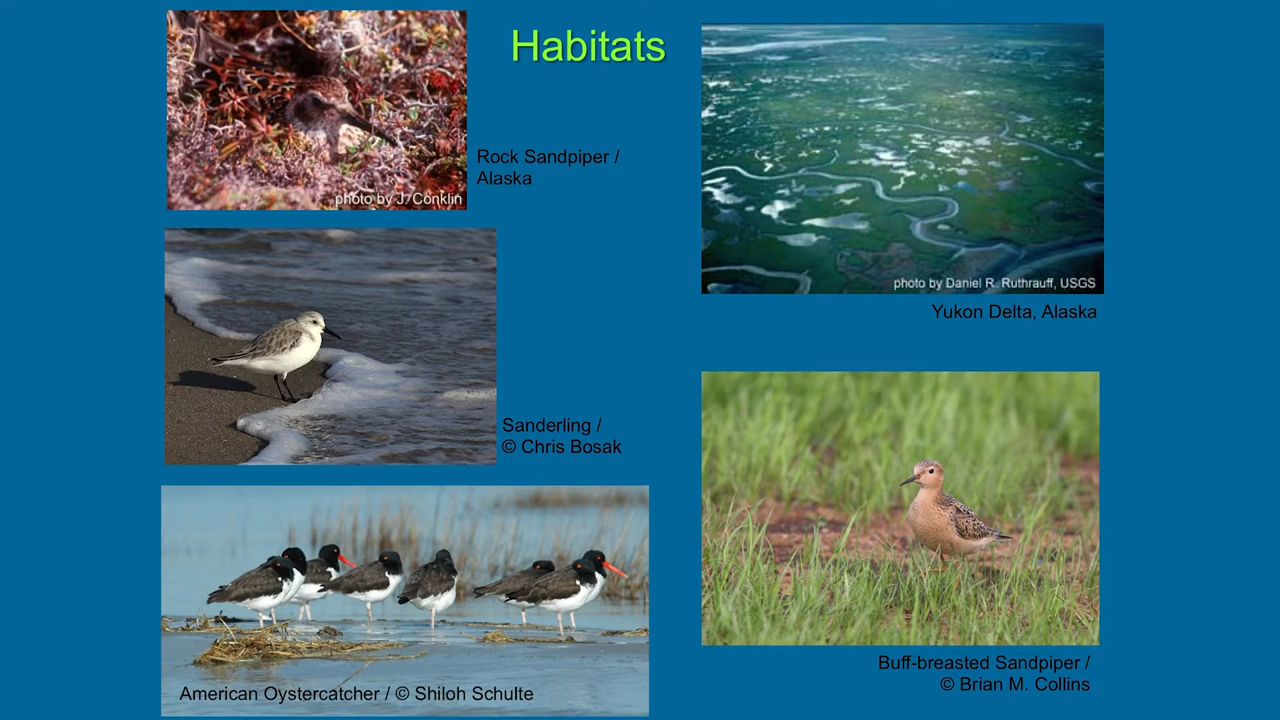 Habitats
photo by J. Conklin
Rock Sandpiper /
Alaska
photo by Daniel R. Ruthrauff, USGS
Yukon Delta, Alaska
Sanderling /
© Chris Bosak
American Oystercatcher / © Shiloh Schulte
Buff-breasted Sandpiper /
© Brian M. Collins